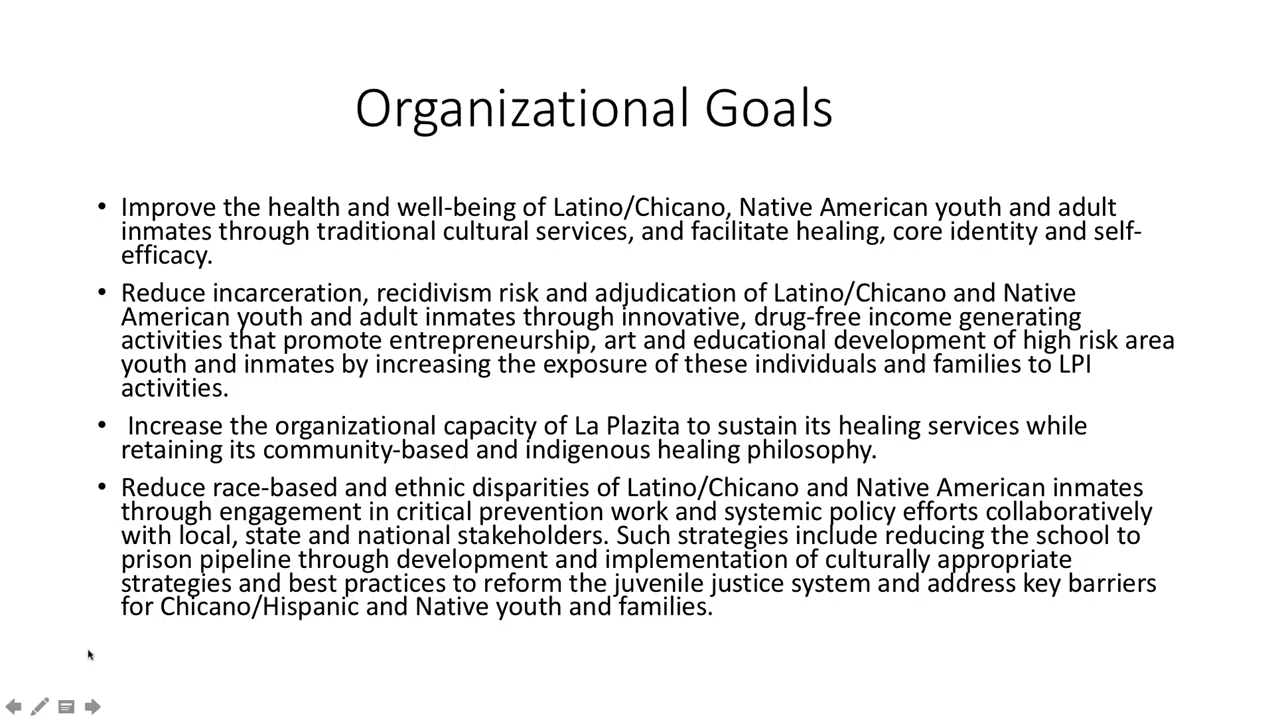 Organizational Goals
• Improve the health and well-being of Latino/Chicano, Native American youth and adult
inmates through traditional cultural services, and facilitate healing, core identity and self-
efficacy.
• Reduce incarceration, recidivism risk and adjudication of Latino/Chicano and Native
American youth and adult inmates through innovative, drug-free income generating
activities that promote entrepreneurship, art and educational development of high risk area
youth and inmates by increasing the exposure of these individuals and families to LPI
activities.
• Increase the organizational capacity of La Plazita to sustain its healing services while
retaining its community-based and indigenous healing philosophy.
• Reduce race-based and ethnic disparities of Latino/Chicano and Native American inmates
through engagement in critical prevention work and systemic policy efforts collaboratively
with local, state and national stakeholders. Such strategies include reducing the school to
prison pipeline through development and implementation of culturally appropriate
strategies and best practices to reform the juvenile justice system and address key barriers
for Chicano/Hispanic and Native youth and families.